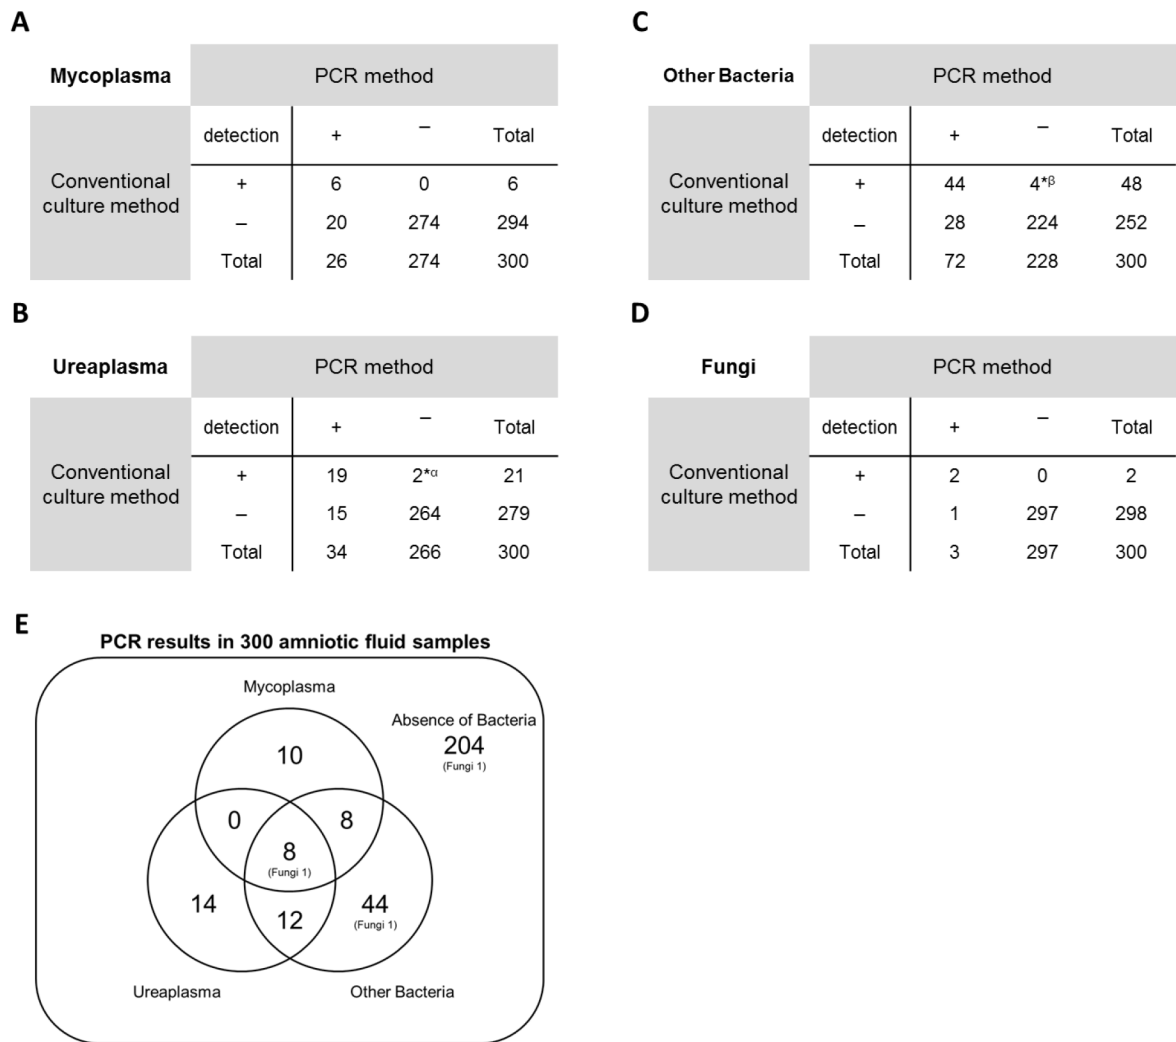 A
Mycoplasma PCR method
detection + – Total
Conventional culture method
+ 6 0 6
– 20 274 294
Total 26 274 300
B
Ureaplasma PCR method
detection + – Total
Conventional culture method
+ 19 2*α 21
– 15 264 279
Total 34 266 300
C
Other Bacteria PCR method
detection + – Total
Conventional culture method
+ 44 4*β 48
– 28 224 252
Total 72 228 300
D
Fungi PCR method
detection + – Total
Conventional culture method
+ 2 0 2
– 1 297 298
Total 3 297 300
E
PCR results in 300 amniotic fluid samples
Mycoplasma
Absence of Bacteria
204
(Fungi 1)
10
0
8
8
(Fungi 1)
14
12
44
(Fungi 1)
Ureaplasma
Other Bacteria